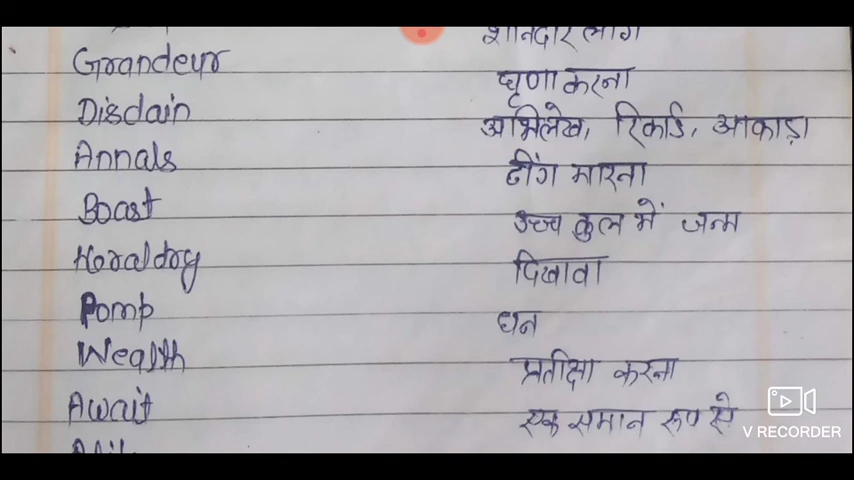 Grandeur शानदार लोग
Disdain घृणा करना
Annals अभिलेख, रिकार्ड, आकाड़ा
Boast ढींग मारना
Heraldry उच्च कुल में जन्म
Pomp दिखावा
Wealth धन
Await प्रतीक्षा करना
एक समान रूप से
V RECORDER